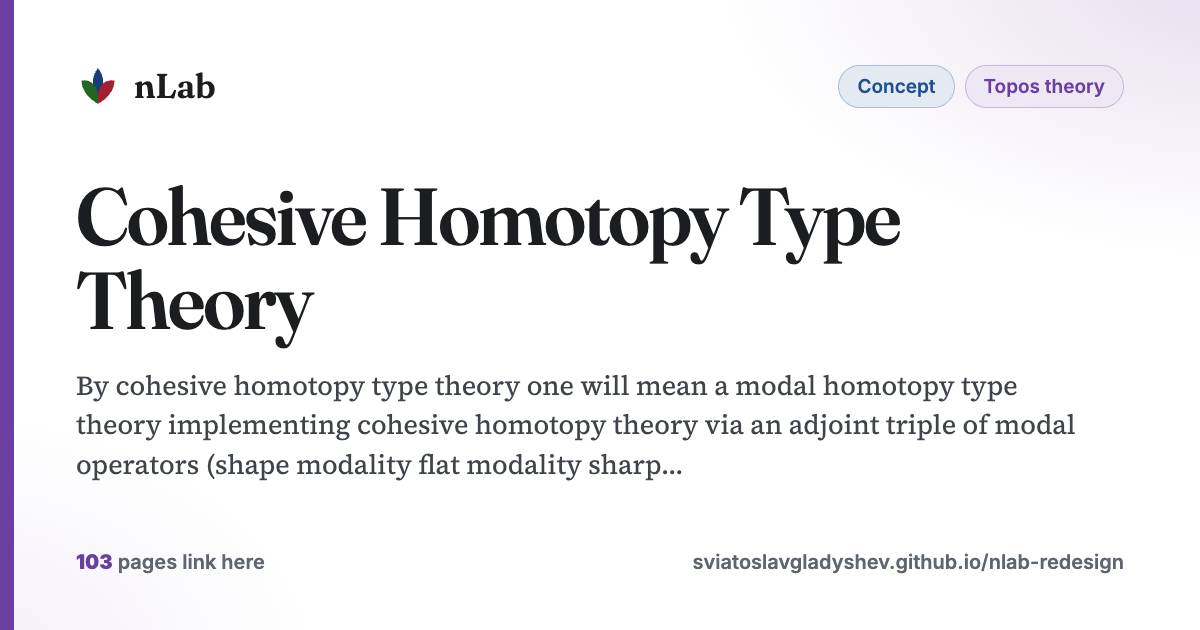 nLab
Concept
Topos theory
Cohesive Homotopy Type
Theory
By cohesive homotopy type theory one will mean a modal homotopy type
theory implementing cohesive homotopy theory via an adjoint triple of modal
operators (shape modality flat modality sharp...
103 pages link here
sviatoslavgladyshev.github.io/nlab-redesign